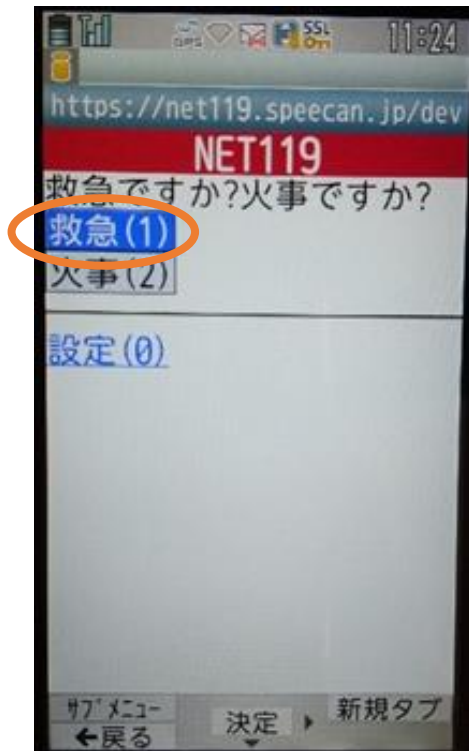 GPS SSL 11:24
https://net119.speecan.jp/dev
NET119
救急ですか?火事ですか?
救急(1)
火事(2)
設定(0)
ｻﾌﾞﾒﾆｭｰ 新規タブ
←戻る 決定